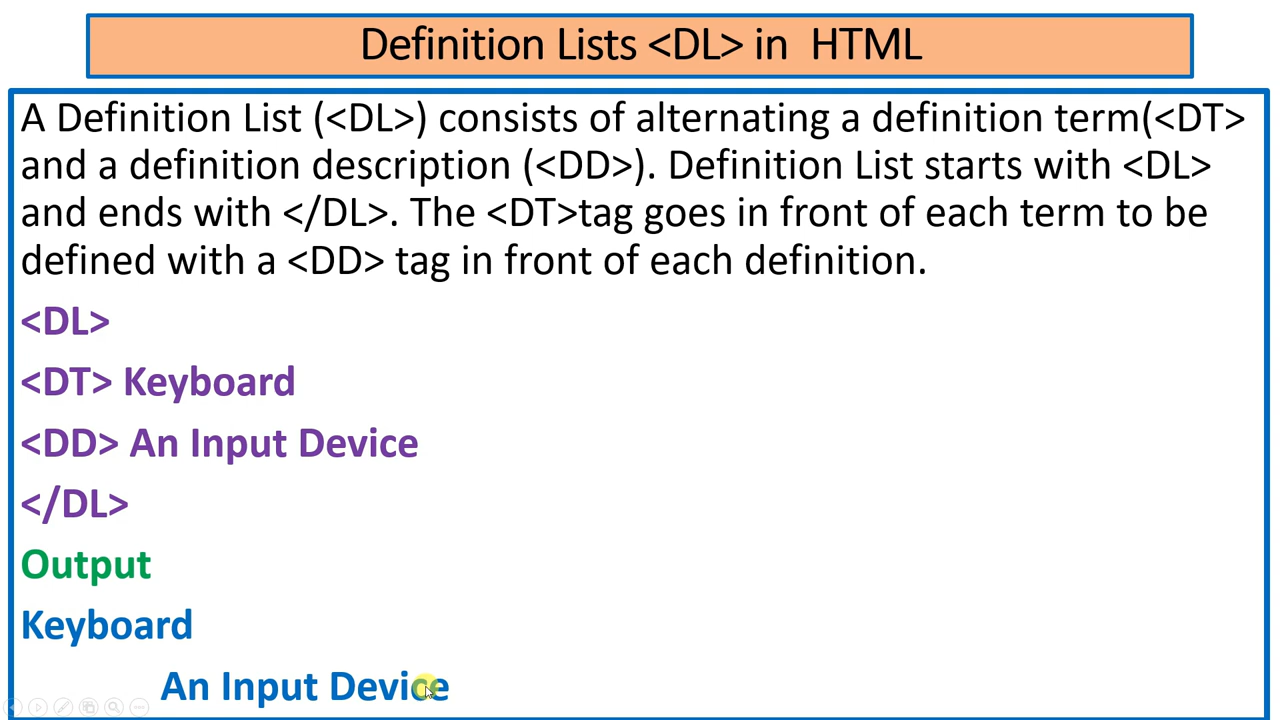 Definition Lists <DL> in HTML
A Definition List (<DL>) consists of alternating a definition term(<DT>
and a definition description (<DD>). Definition List starts with <DL>
and ends with </DL>. The <DT>tag goes in front of each term to be
defined with a <DD> tag in front of each definition.
<DL>
<DT> Keyboard
<DD> An Input Device
</DL>
Output
Keyboard
An Input Device